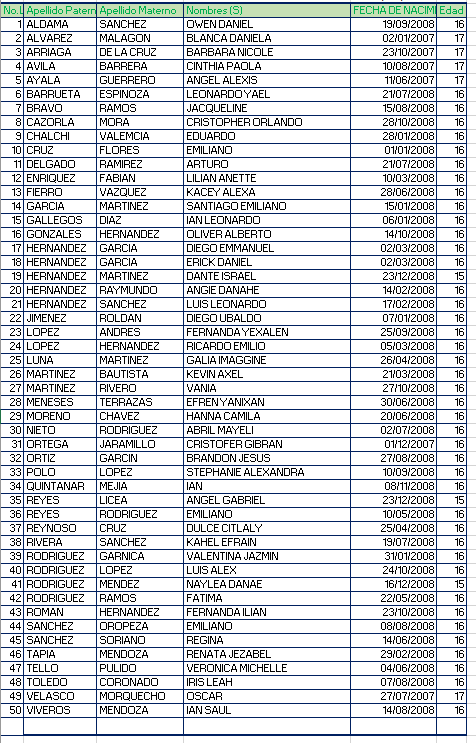 No.L Apellido Patern Apellido Materno Nombres (S) FECHA DE NACIM Edad
1 ALDAMA SANCHEZ OWEN DANIEL 19/09/2008 16
2 ALVAREZ MALAGON BLANCA DANIELA 02/01/2007 17
3 ARRIAGA DE LA CRUZ BARBARA NICOLE 23/10/2007 17
4 AVILA BARRERA CINTHIA PAOLA 10/08/2007 17
5 AYALA GUERRERO ANGEL ALEXIS 11/06/2007 17
6 BARRUETA ESPINOZA LEONARDO YAEL 21/07/2008 16
7 BRAVO RAMOS JACQUELINE 15/08/2008 16
8 CAZORLA MORA CRISTOPHER ORLANDO 28/10/2008 16
9 CHALCHI VALEMCIA EDUARDO 28/01/2008 16
10 CRUZ FLORES EMILIANO 01/01/2008 16
11 DELGADO RAMIREZ ARTURO 21/07/2008 16
12 ENRIQUEZ FABIAN LILIAN ANETTE 10/03/2008 16
13 FIERRO VAZQUEZ KACEY ALEXA 28/06/2008 16
14 GARCIA MARTINEZ SANTIAGO EMILIANO 15/01/2008 16
15 GALLEGOS DIAZ IAN LEONARDO 06/01/2008 16
16 GONZALES HERNANDEZ OLIVER ALBERTO 14/10/2008 16
17 HERNANDEZ GARCIA DIEGO EMMANUEL 02/03/2008 16
18 HERNANDEZ GARCIA ERICK DANIEL 02/03/2008 16
19 HERNANDEZ MARTINEZ DANTE ISRAEL 23/12/2008 15
20 HERNANDEZ RAYMUNDO ANGIE DANAHE 14/02/2008 16
21 HERNANDEZ SANCHEZ LUIS LEONARDO 17/02/2008 16
22 JIMENEZ ROLDAN DIEGO UBALDO 07/01/2008 16
23 LOPEZ ANDRES FERNANDA YEXALEN 25/09/2008 16
24 LOPEZ HERNANDEZ RICARDO EMILIO 05/03/2008 16
25 LUNA MARTINEZ GALIA IMAGGINE 26/04/2008 16
26 MARTINEZ BAUTISTA KEVIN AXEL 21/03/2008 16
27 MARTINEZ RIVERO VANIA 27/10/2008 16
28 MENESES TERRAZAS EFREN YANIXAN 30/06/2008 16
29 MORENO CHAVEZ HANNA CAMILA 20/06/2008 16
30 NIETO RODRIGUEZ ABRIL MAYELI 02/07/2008 16
31 ORTEGA JARAMILLO CRISTOFER GIBRAN 01/12/2007 16
32 ORTIZ GARCIN BRANDON JESUS 27/08/2008 16
33 POLO LOPEZ STEPHANIE ALEXANDRA 10/09/2008 16
34 QUINTANAR MEJIA IAN 08/11/2008 16
35 REYES LICEA ANGEL GABRIEL 23/12/2008 15
36 REYES RODRIGUEZ EMILIANO 10/05/2008 16
37 REYNOSO CRUZ DULCE CITLALY 25/04/2008 16
38 RIVERA SANCHEZ KAHEL EFRAIN 19/07/2008 16
39 RODRIGUEZ GARNICA VALENTINA JAZMIN 31/01/2008 16
40 RODRIGUEZ LOPEZ LUIS ALEX 24/10/2008 16
41 RODRIGUEZ MENDEZ NAYLEA DANAE 16/12/2008 15
42 RODRIGUEZ RAMOS FATIMA 22/05/2008 16
43 ROMAN HERNANDEZ FERNANDA ILIAN 23/10/2008 16
44 SANCHEZ OROPEZA EMILIANO 08/08/2008 16
45 SANCHEZ SORIANO REGINA 14/06/2008 16
46 TAPIA MENDOZA RENATA JEZABEL 29/02/2008 16
47 TELLO PULIDO VERONICA MICHELLE 04/06/2008 16
48 TOLEDO CORONADO IRIS LEAH 07/08/2008 16
49 VELASCO MORQUECHO OSCAR 27/07/2007 17
50 VIVEROS MENDOZA IAN SAUL 14/08/2008 16